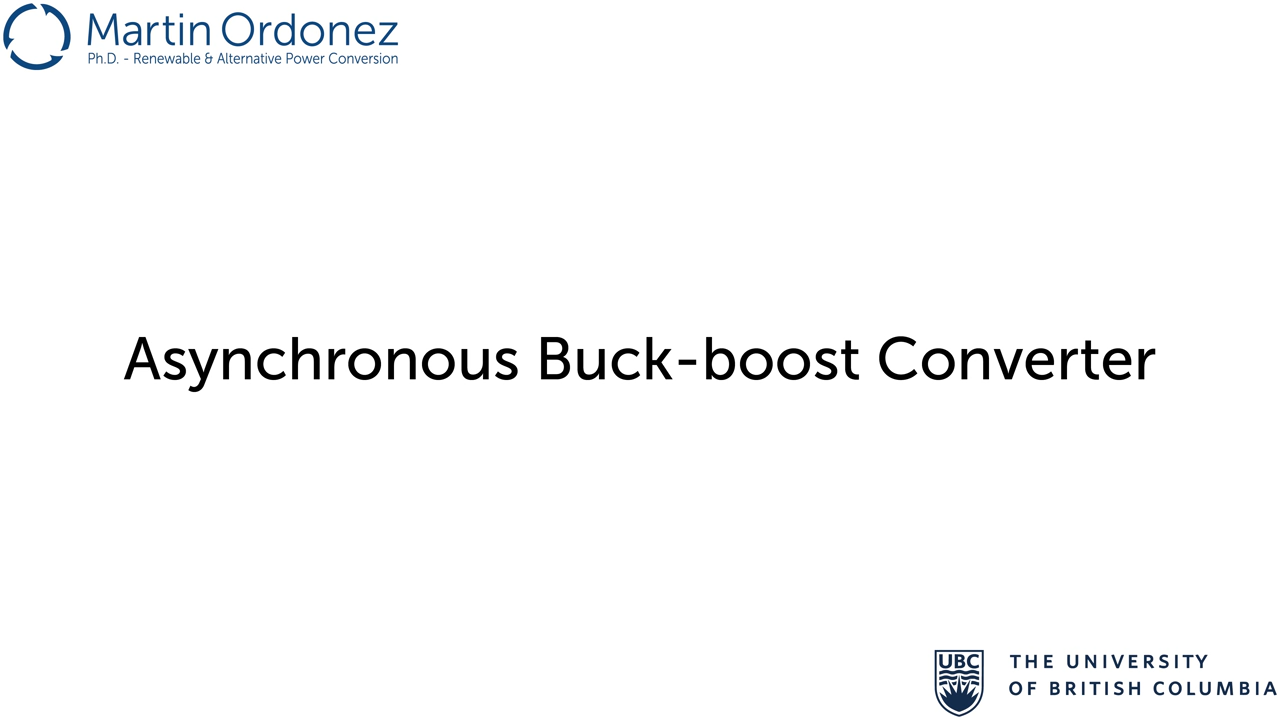 Martin Ordonez
Ph.D. - Renewable & Alternative Power Conversion
Asynchronous Buck-boost Converter
UBC
THE UNIVERSITY
OF BRITISH COLUMBIA